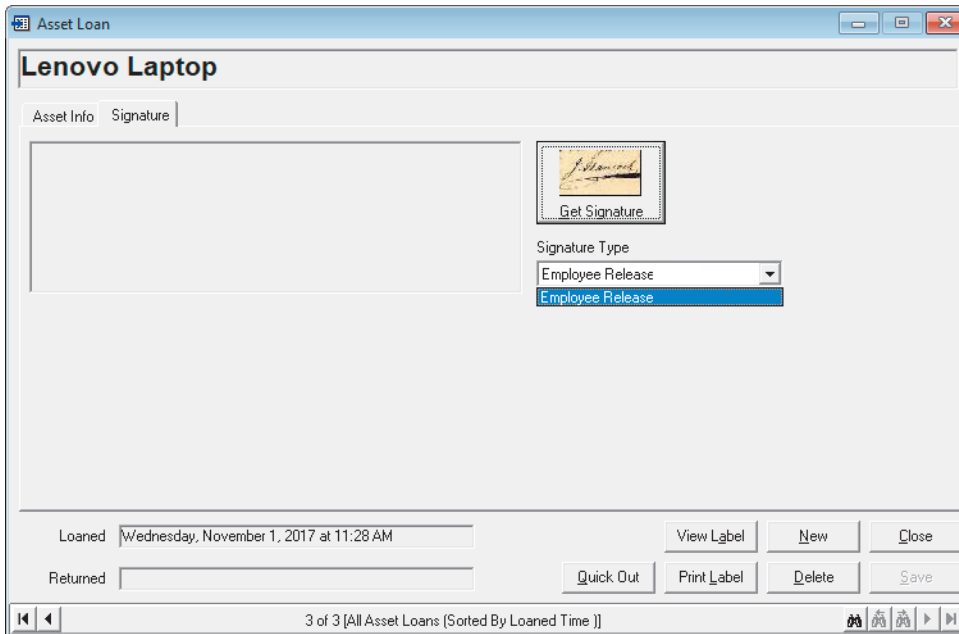 Asset Loan
Lenovo Laptop
Asset Info Signature
J. Hancock
Get Signature
Signature Type
Employee Release
Employee Release
Loaned Wednesday, November 1, 2017 at 11:28 AM
View Label New Close
Returned
Quick Out Print Label Delete Save
3 of 3 [All Asset Loans (Sorted By Loaned Time )]